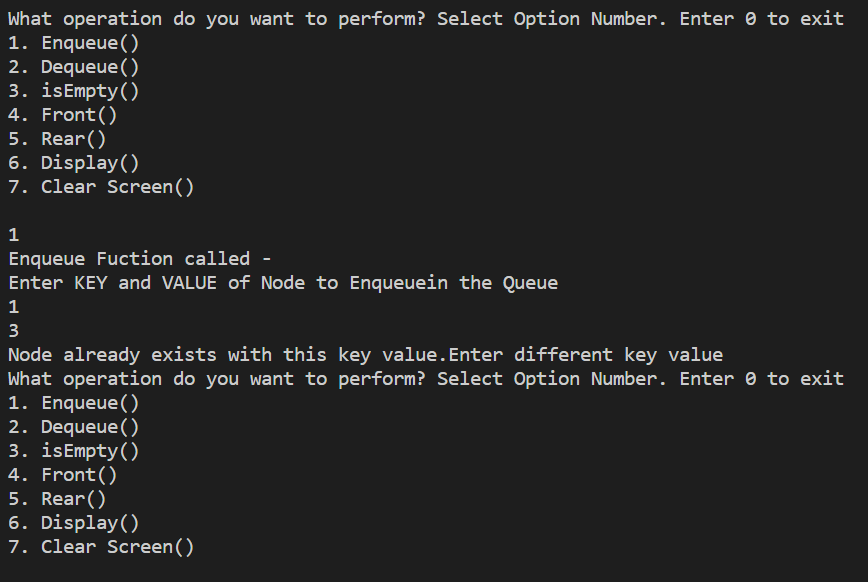 What operation do you want to perform? Select Option Number. Enter 0 to exit
1. Enqueue()
2. Dequeue()
3. isEmpty()
4. Front()
5. Rear()
6. Display()
7. Clear Screen()
1
Enqueue Fuction called -
Enter KEY and VALUE of Node to Enqueuein the Queue
1
3
Node already exists with this key value.Enter different key value
What operation do you want to perform? Select Option Number. Enter 0 to exit
1. Enqueue()
2. Dequeue()
3. isEmpty()
4. Front()
5. Rear()
6. Display()
7. Clear Screen()